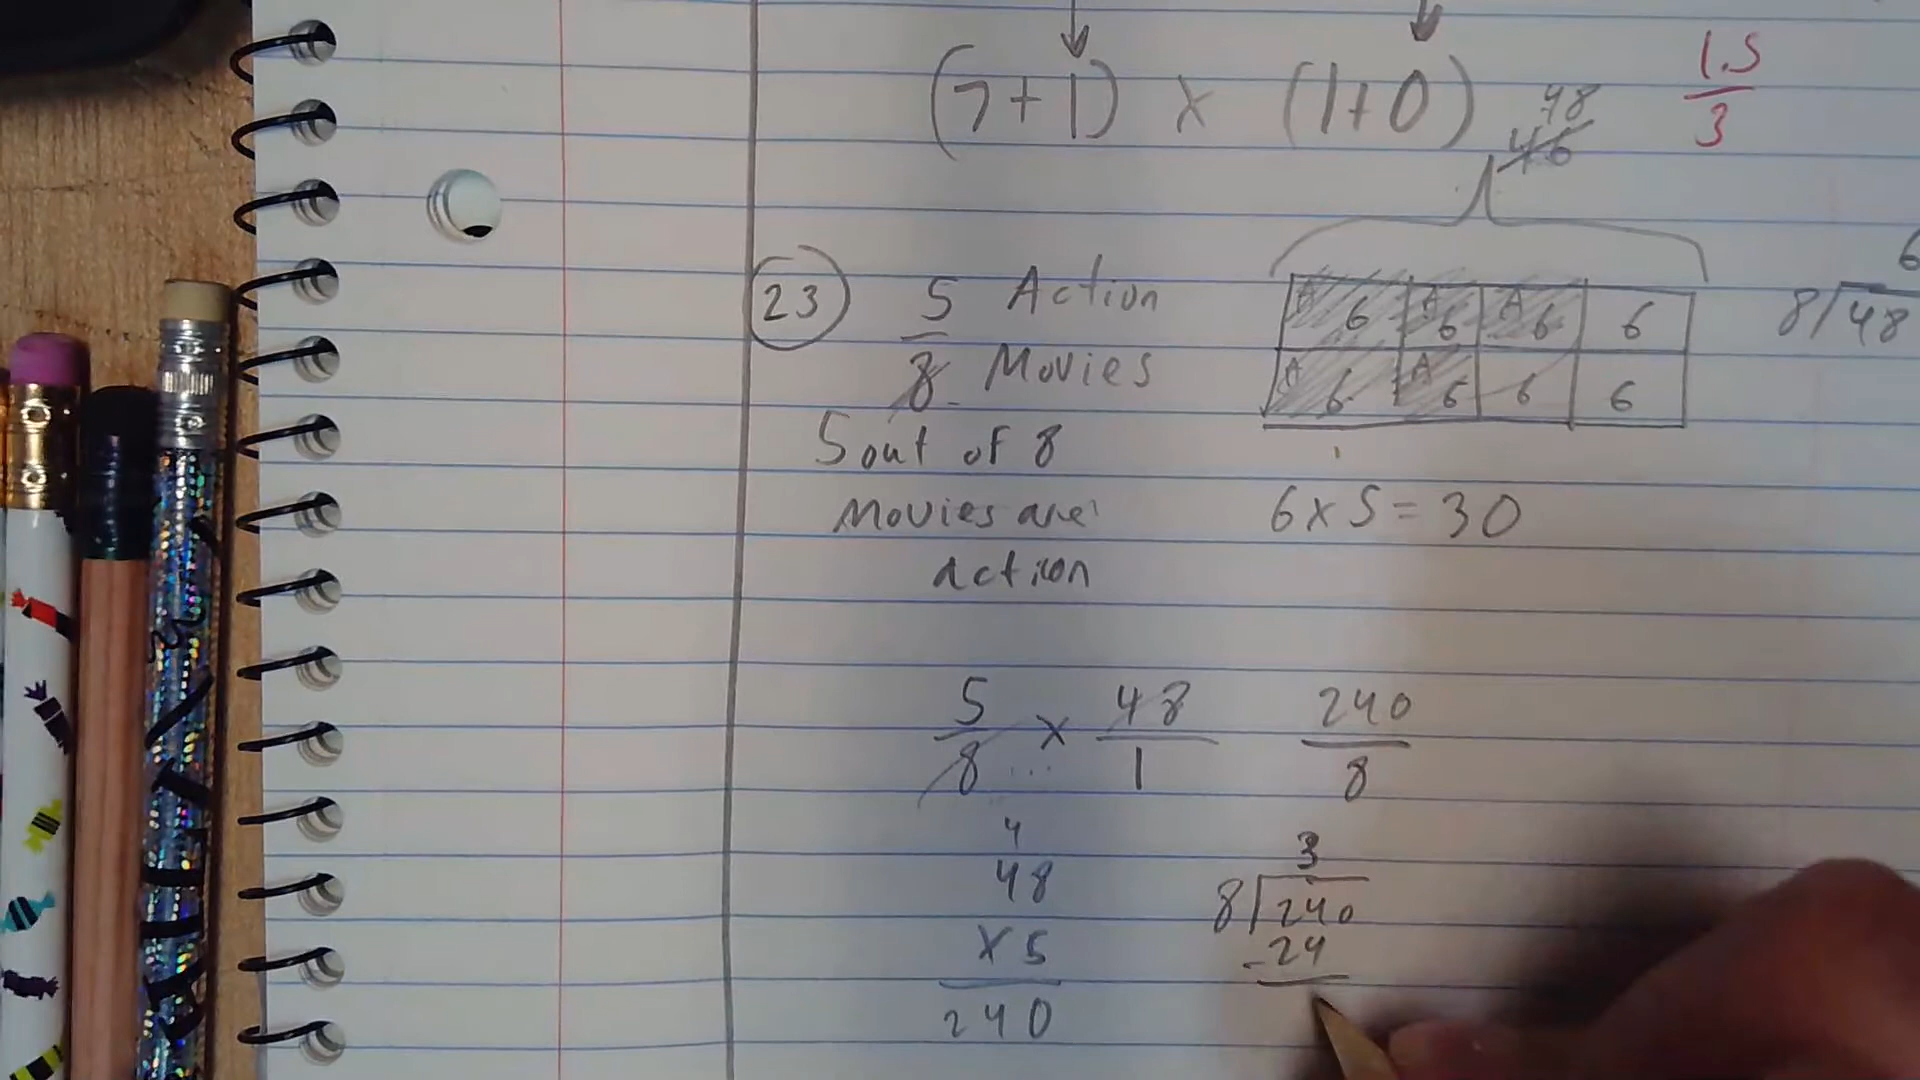 (7+1) x (1+0)
1.5
3
48
46
23
5 Action
8 Movies
5 out of 8
Movies are
action
A 6 A 6 A 6 6
A 6 A 6 6 6
6
8 48
6 x 5 = 30
5 x 48 240
8 1 8
4
48
x 5
240
3
8 240
-24